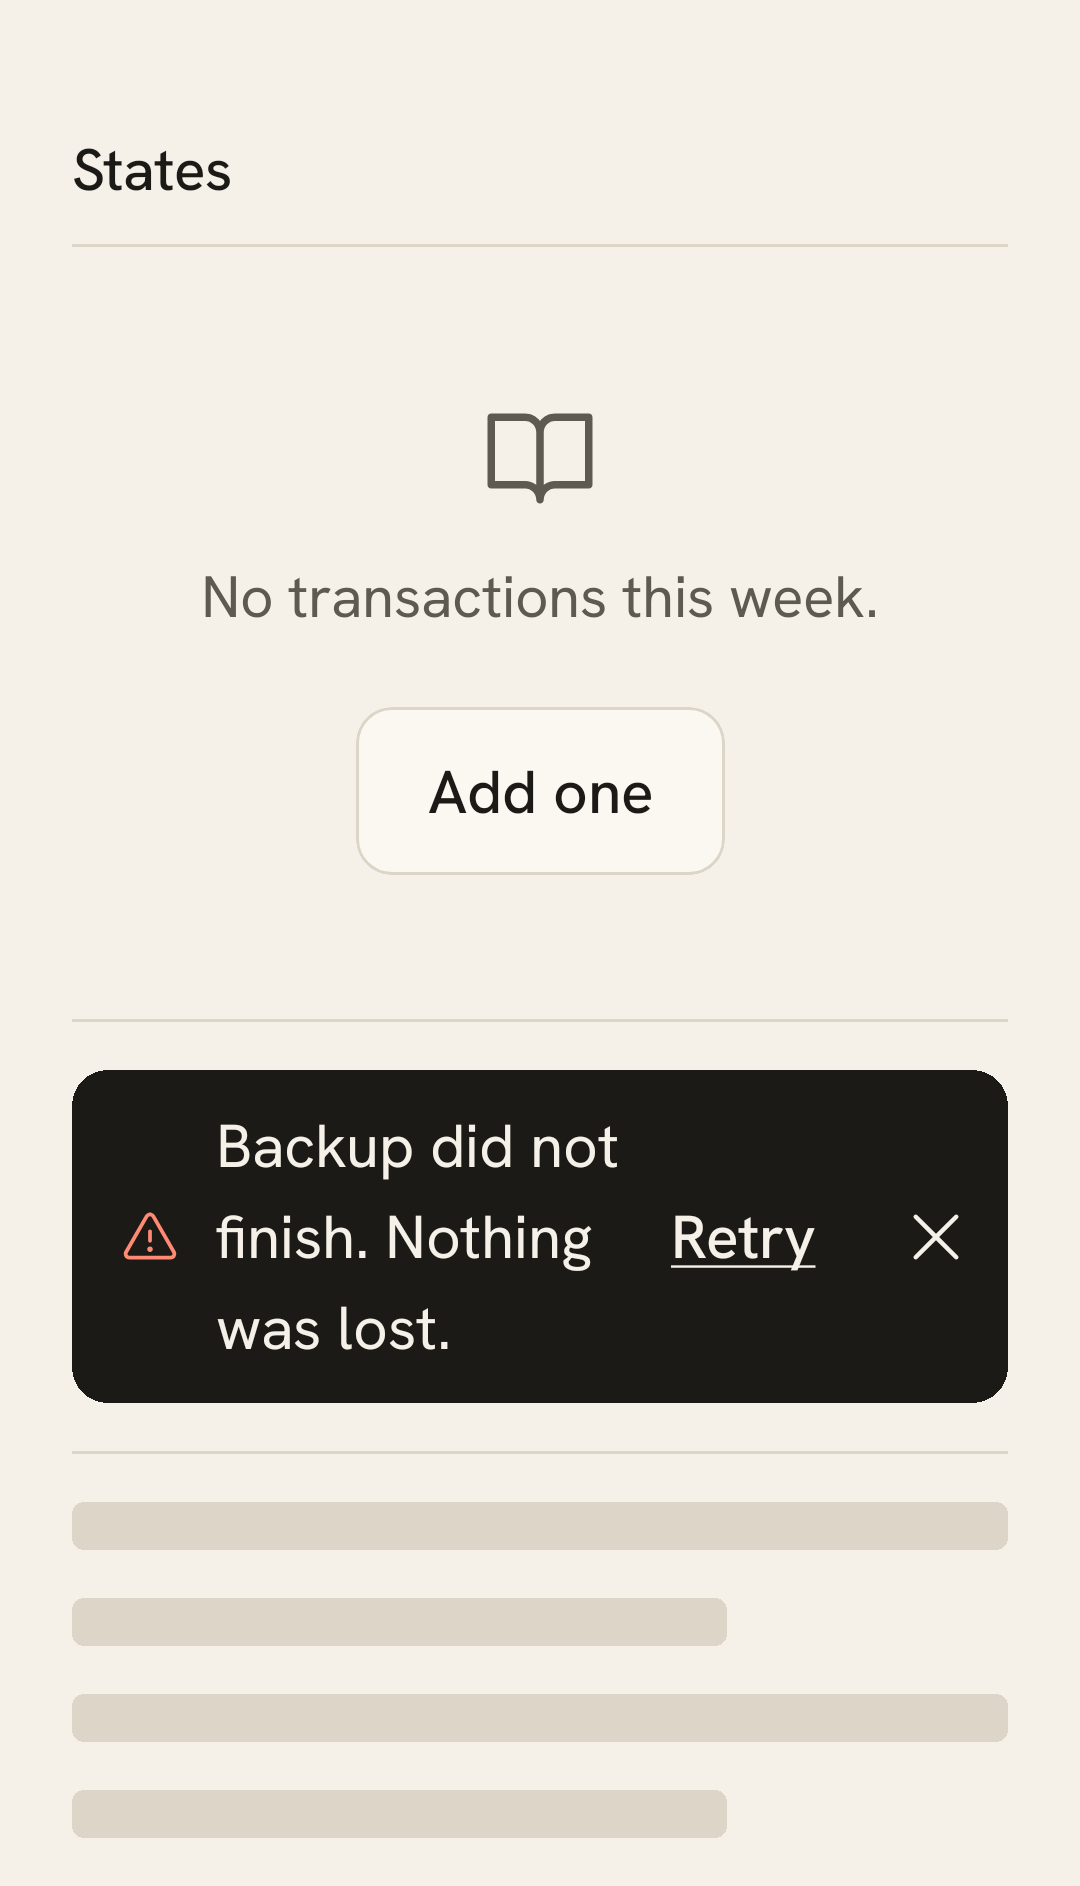 States
No transactions this week.
Add one
Backup did not
finish. Nothing
was lost.
Retry